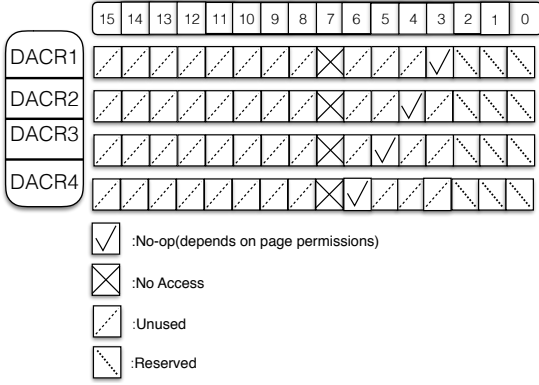 15 14 13 12 11 10 9 8 7 6 5 4 3 2 1 0
DACR1
DACR2
DACR3
DACR4
:No-op(depends on page permissions)
:No Access
:Unused
:Reserved